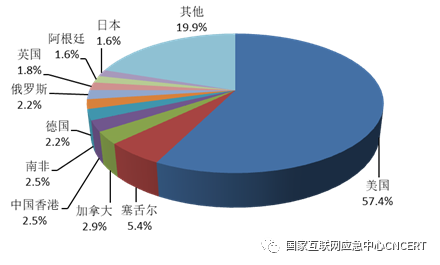 其他
19.9%
日本
1.6%
阿根廷
1.6%
英国
1.8%
俄罗斯
2.2%
德国
2.2%
南非
2.5%
中国香港
2.5%
加拿大
2.9%
塞舌尔
5.4%
美国
57.4%
国家互联网应急中心CNCERT